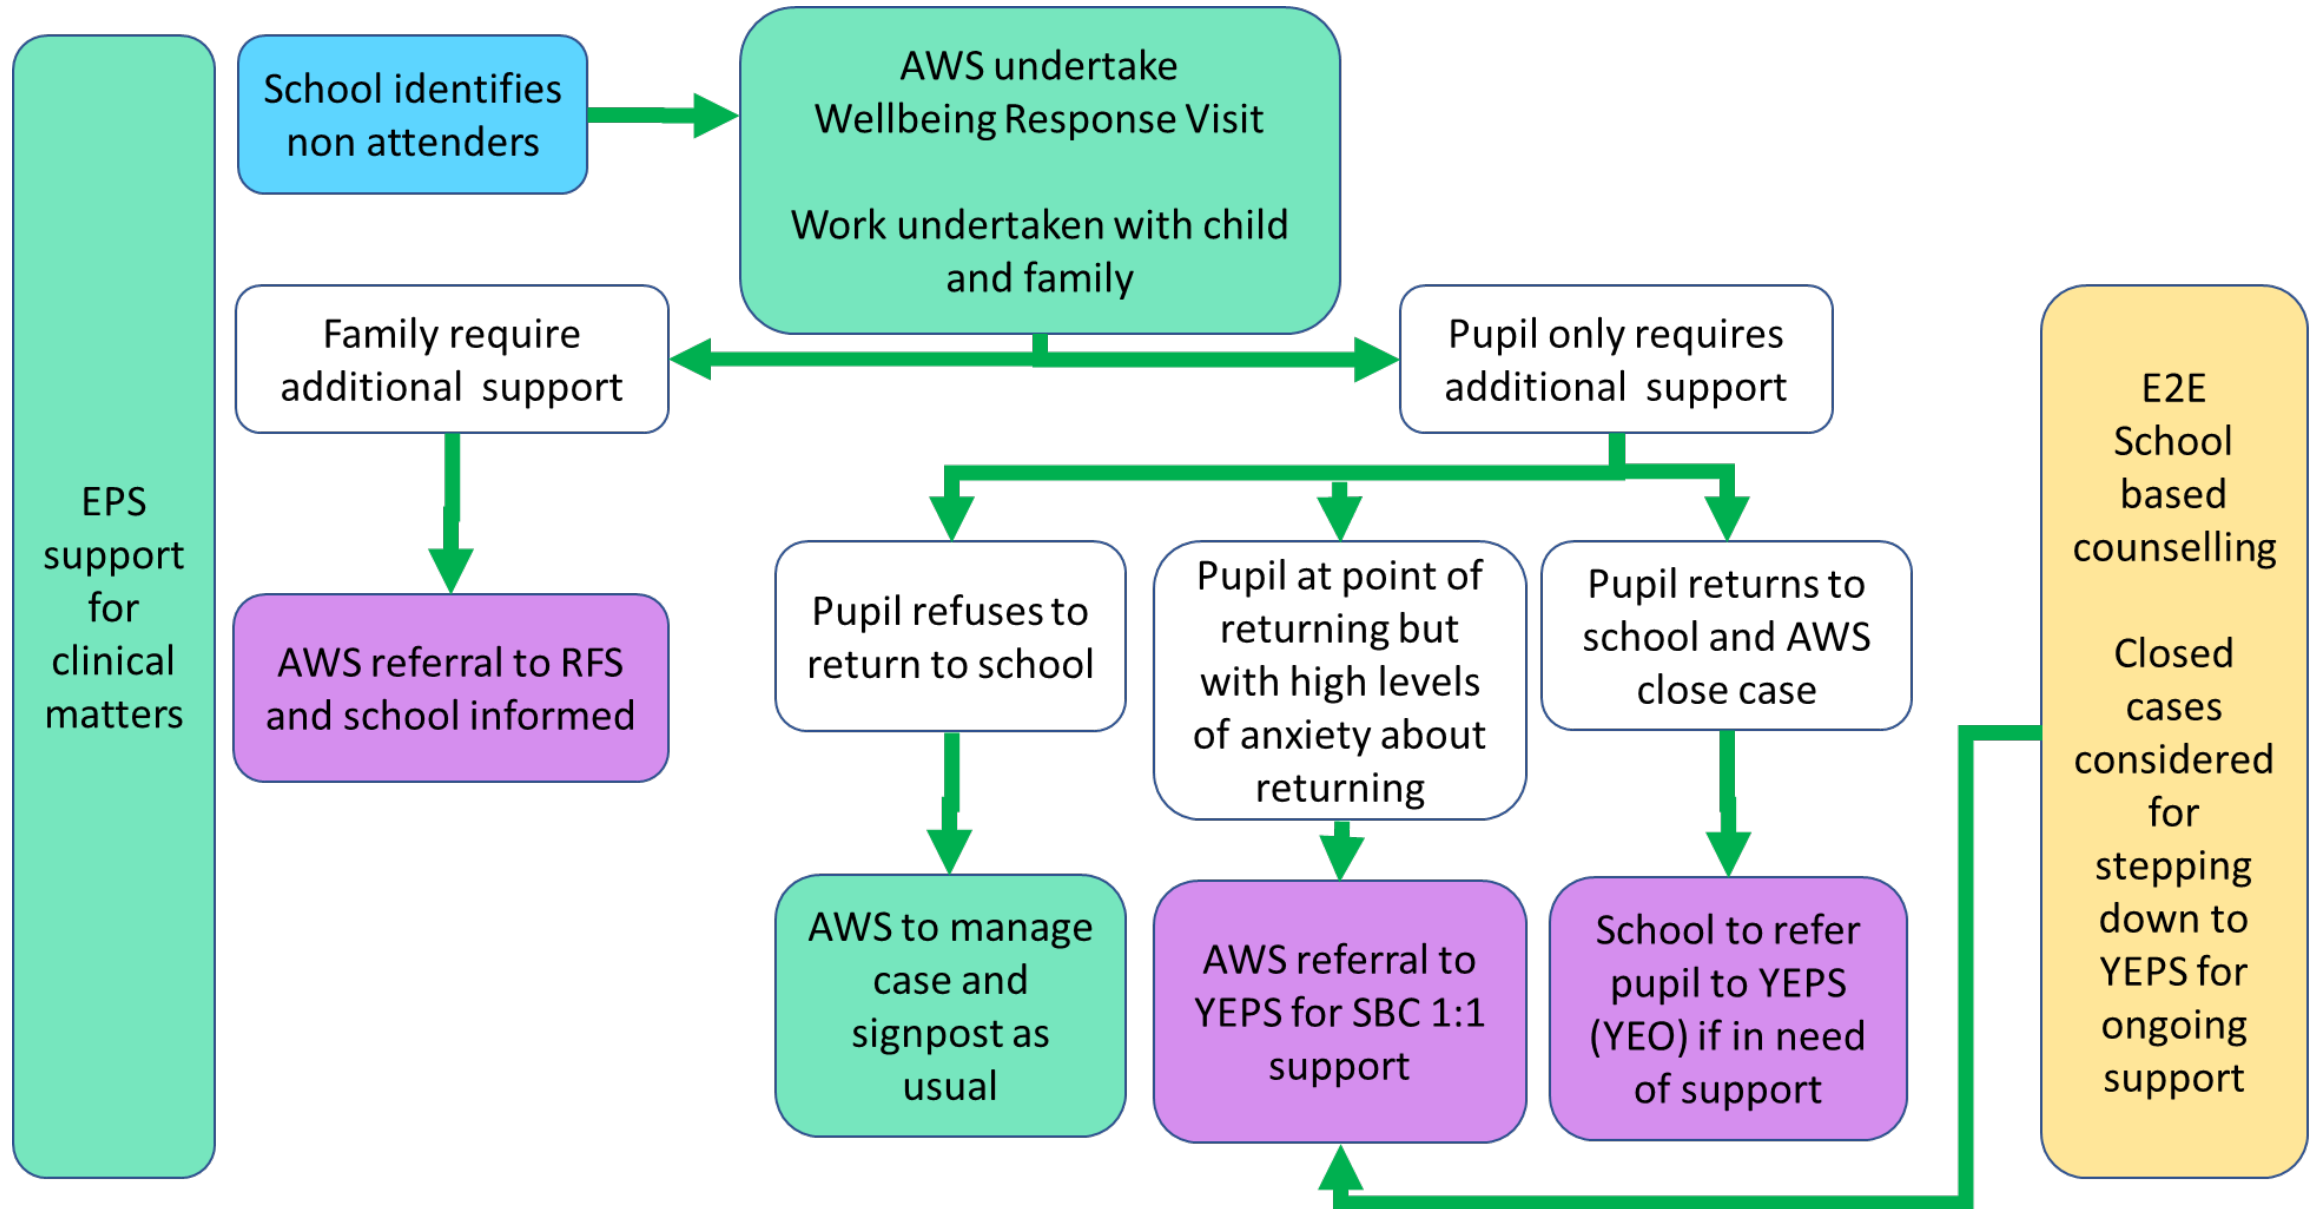 EPS
support
for
clinical
matters
School identifies
non attenders
AWS undertake
Wellbeing Response Visit
Work undertaken with child
and family
Family require
additional  support
Pupil only requires
additional  support
AWS referral to RFS
and school informed
Pupil refuses to
return to school
Pupil at point of
returning but
with high levels
of anxiety about
returning
Pupil returns to
school and AWS
close case
AWS to manage
case and
signpost as
usual
AWS referral to
YEPS for SBC 1:1
support
School to refer
pupil to YEPS
(YEO) if in need
of support
E2E
School
based
counselling
Closed
cases
considered
for
stepping
down to
YEPS for
ongoing
support